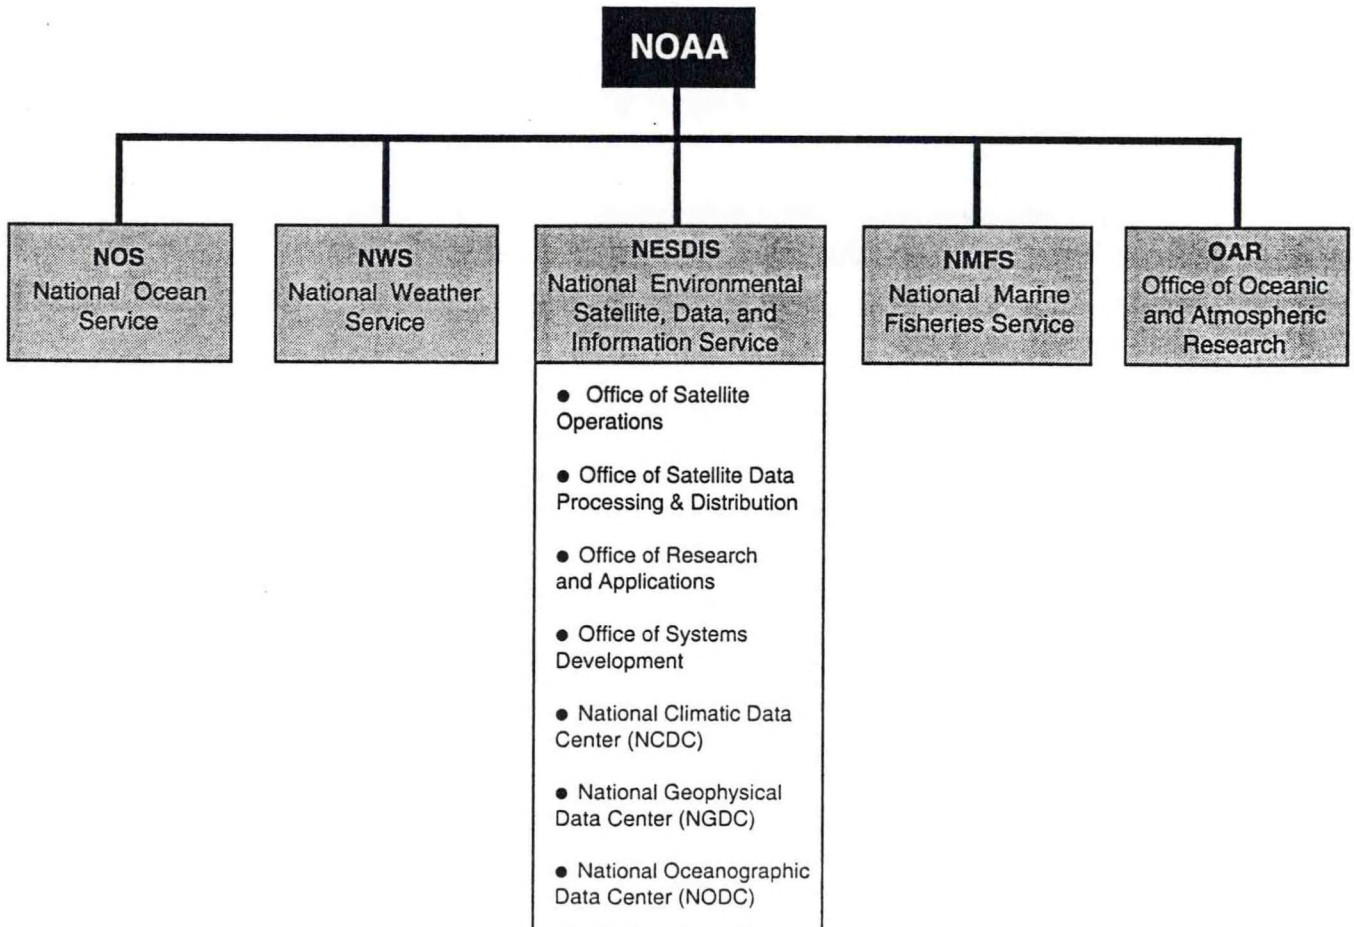 NOAA
NOS
National Ocean
Service
NWS
National Weather
Service
NESDIS
National Environmental
Satellite, Data, and
Information Service
NMFS
National Marine
Fisheries Service
OAR
Office of Oceanic
and Atmospheric
Research
● Office of Satellite
Operations
● Office of Satellite Data
Processing & Distribution
● Office of Research
and Applications
● Office of Systems
Development
● National Climatic Data
Center (NCDC)
● National Geophysical
Data Center (NGDC)
● National Oceanographic
Data Center (NODC)